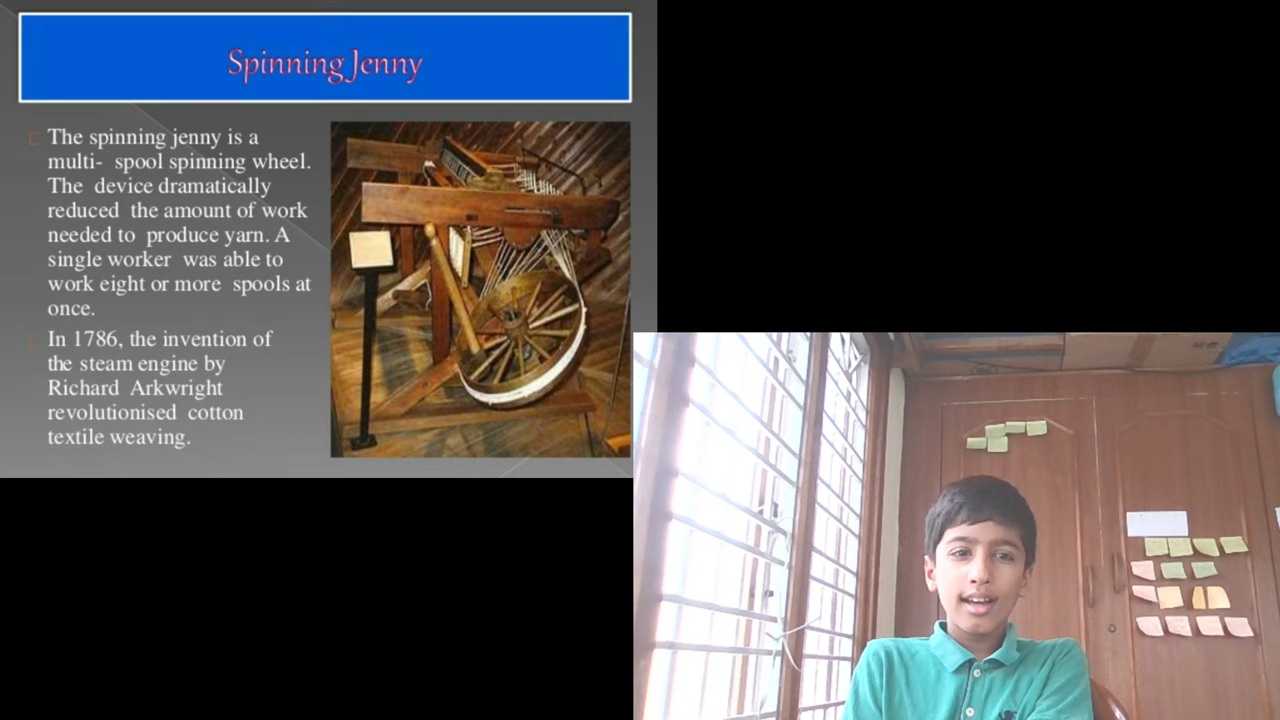 Spinning Jenny
The spinning jenny is a
multi- spool spinning wheel.
The device dramatically
reduced the amount of work
needed to produce yarn. A
single worker was able to
work eight or more spools at
once.
In 1786, the invention of
the steam engine by
Richard Arkwright
revolutionised cotton
textile weaving.